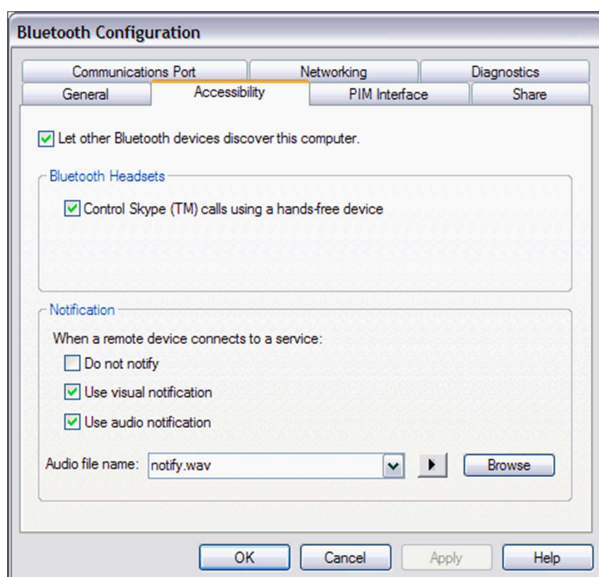 Bluetooth Configuration
Communications Port Networking Diagnostics
General Accessibility PIM Interface Share
Let other Bluetooth devices discover this computer.
Bluetooth Headsets
Control Skype (TM) calls using a hands-free device
Notification
When a remote device connects to a service:
Do not notify
Use visual notification
Use audio notification
Audio file name: notify.wav Browse
OK Cancel Apply Help